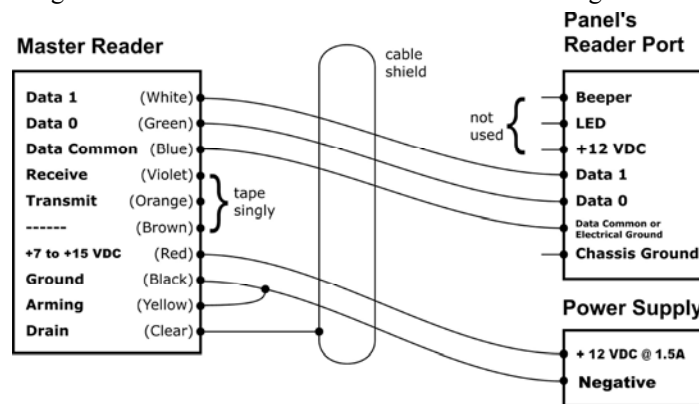 Panel's
Master Reader
Reader Port
cable
shield
Data 1 (White)
Data 0 (Green)
Data Common (Blue)
Receive (Violet)
Transmit (Orange)
------ (Brown)
+7 to +15 VDC (Red)
Ground (Black)
Arming (Yellow)
Drain (Clear)
tape
singly
not
used
Beeper
LED
+12 VDC
Data 1
Data 0
Data Common or
Electrical Ground
Chassis Ground
Power Supply
+ 12 VDC @ 1.5A
Negative